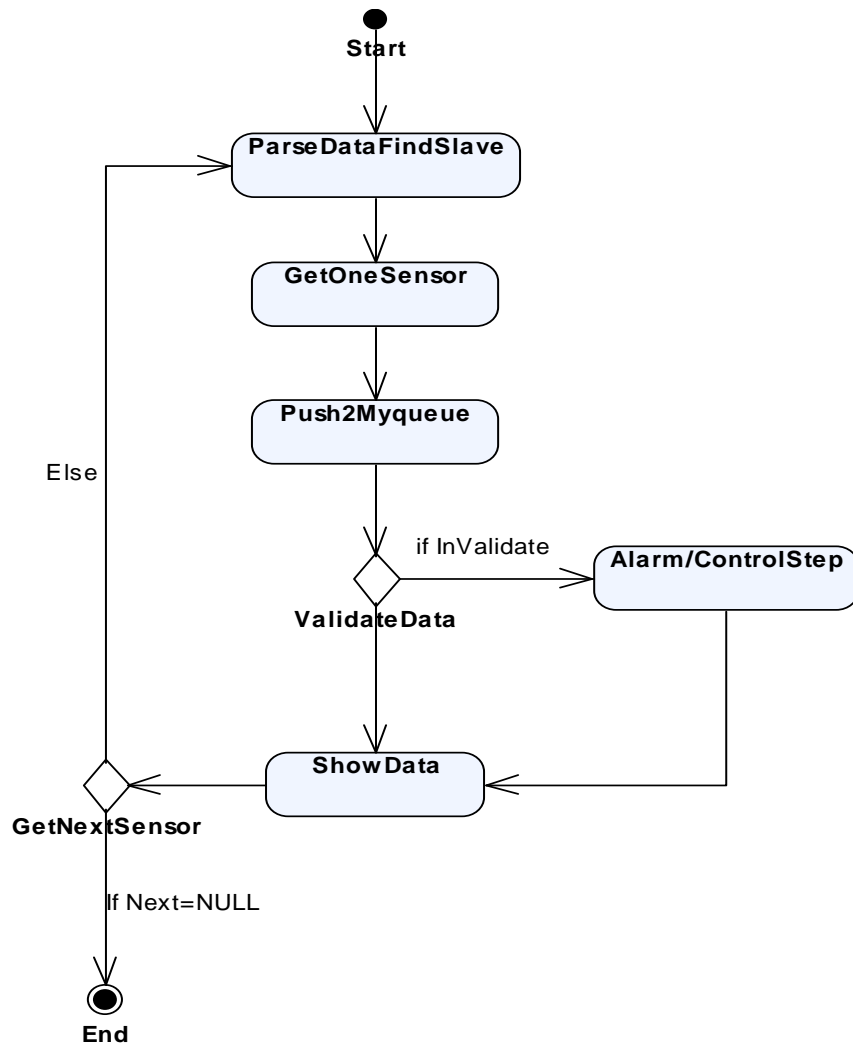 Start
ParseDataFindSlave
GetOneSensor
Push2Myqueue
Else
if InValidate
Alarm/ControlStep
ValidateData
ShowData
GetNextSensor
If Next=NULL
End